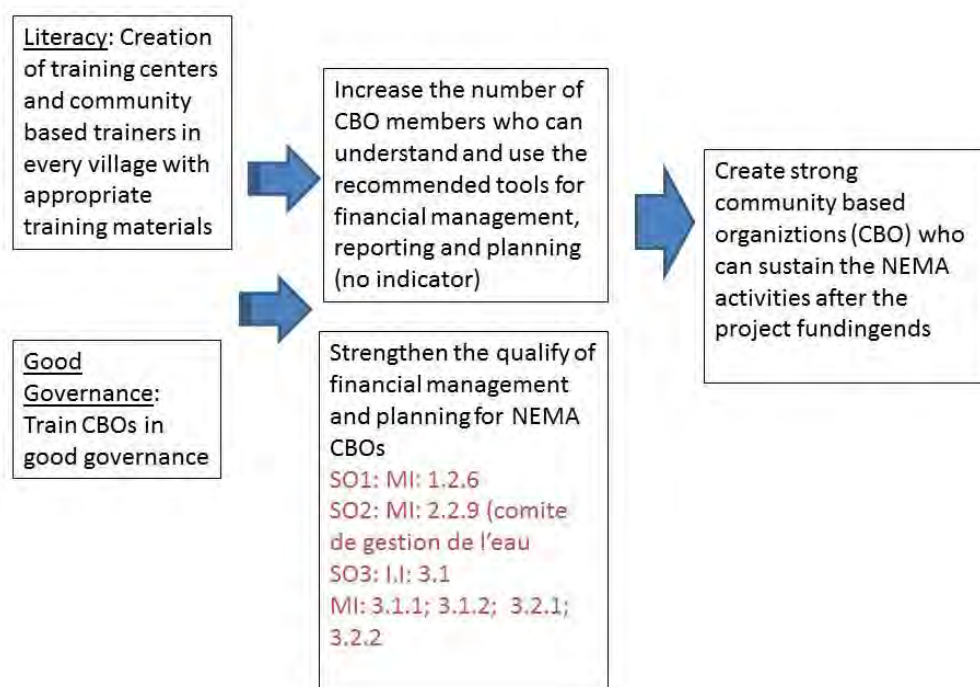 Literacy: Creation
of training centers
and community
based trainers in
every village with
appropriate
training materials
Good
Governance:
Train CBOs in
good governance
Increase the number of
CBO members who can
understand and use the
recommended tools for
financial management,
reporting and planning
(no indicator)
Strengthen the qualify of
financial management
and planning for NEMA
CBOs
SO1: MI: 1.2.6
SO2: MI: 2.2.9 (comite
de gestion de l'eau
SO3: I.I: 3.1
MI: 3.1.1; 3.1.2; 3.2.1;
3.2.2
Create strong
community based
organiztions (CBO) who
can sustain the NEMA
activities after the
project fundingends